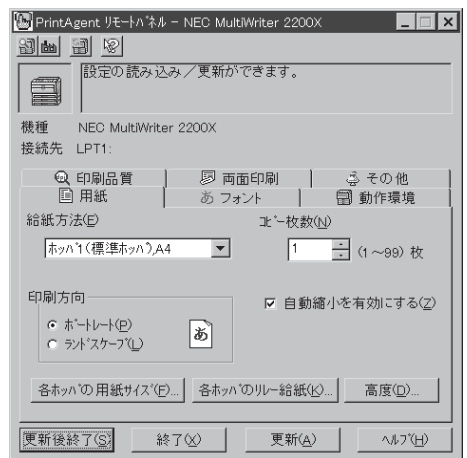 PrintAgent ﾘﾓｰﾄﾊﾟﾈﾙ - NEC MultiWriter 2200X
設定の読み込み／更新ができます。
機種 NEC MultiWriter 2200X
接続先 LPT1:
印刷品質 両面印刷 その他
用紙 あ フォント 動作環境
給紙方法(F) ｺﾋﾟｰ枚数(N)
ﾎｯﾊﾟ1(標準ﾎｯﾊﾟ),A4 1 (1～99) 枚
印刷方向 自動縮小を有効にする(Z)
ﾎﾟｰﾄﾚｰﾄ(P) あ
ﾗﾝﾄﾞｽｹｰﾌﾟ(L)
各ﾎｯﾊﾟの用紙ｻｲｽﾞ(F)... 各ﾎｯﾊﾟのﾘﾚｰ給紙(K)... 高度(D)...
更新後終了(S) 終了(X) 更新(A) ﾍﾙﾌﾟ(H)